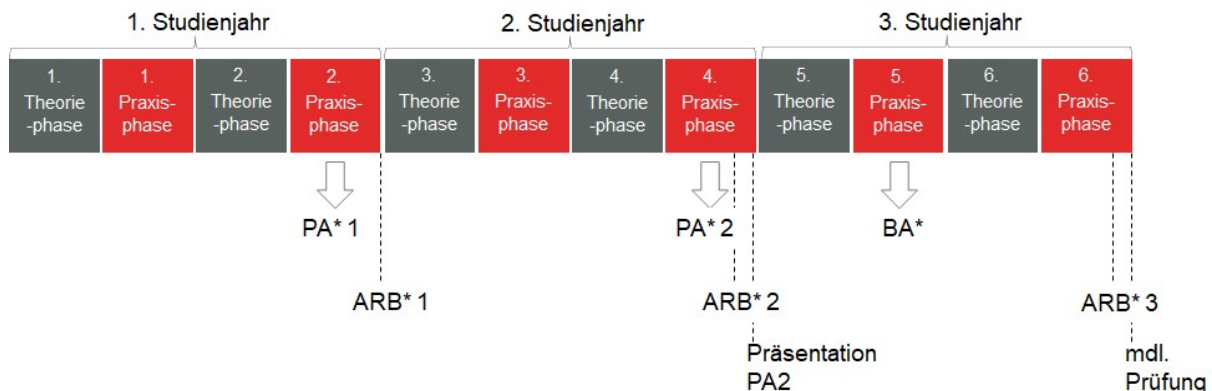 1. Studienjahr
2. Studienjahr
3. Studienjahr
1.
Theorie
-phase
1.
Praxis-
phase
2.
Theorie
-phase
2.
Praxis-
phase
3.
Theorie
-phase
3.
Praxis-
phase
4.
Theorie
-phase
4.
Praxis-
phase
5.
Theorie
-phase
5.
Praxis-
phase
6.
Theorie
-phase
6.
Praxis-
phase
PA* 1
PA* 2
BA*
ARB* 1
ARB* 2
ARB* 3
Präsentation
PA2
mdl.
Prüfung